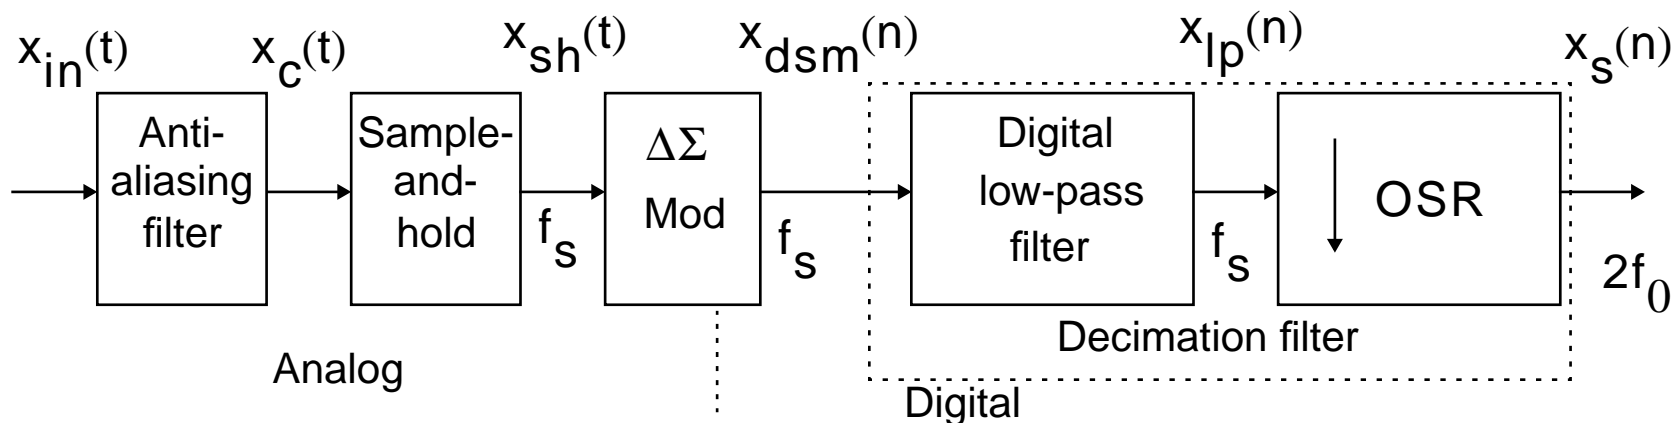 x_in(t)
x_c(t)
x_sh(t)
x_dsm(n)
x_lp(n)
x_s(n)
Anti-
aliasing
filter
Sample-
and-
hold
f_s
ΔΣ
Mod
f_s
Digital
low-pass
filter
f_s
OSR
2f_0
Decimation filter
Analog
Digital